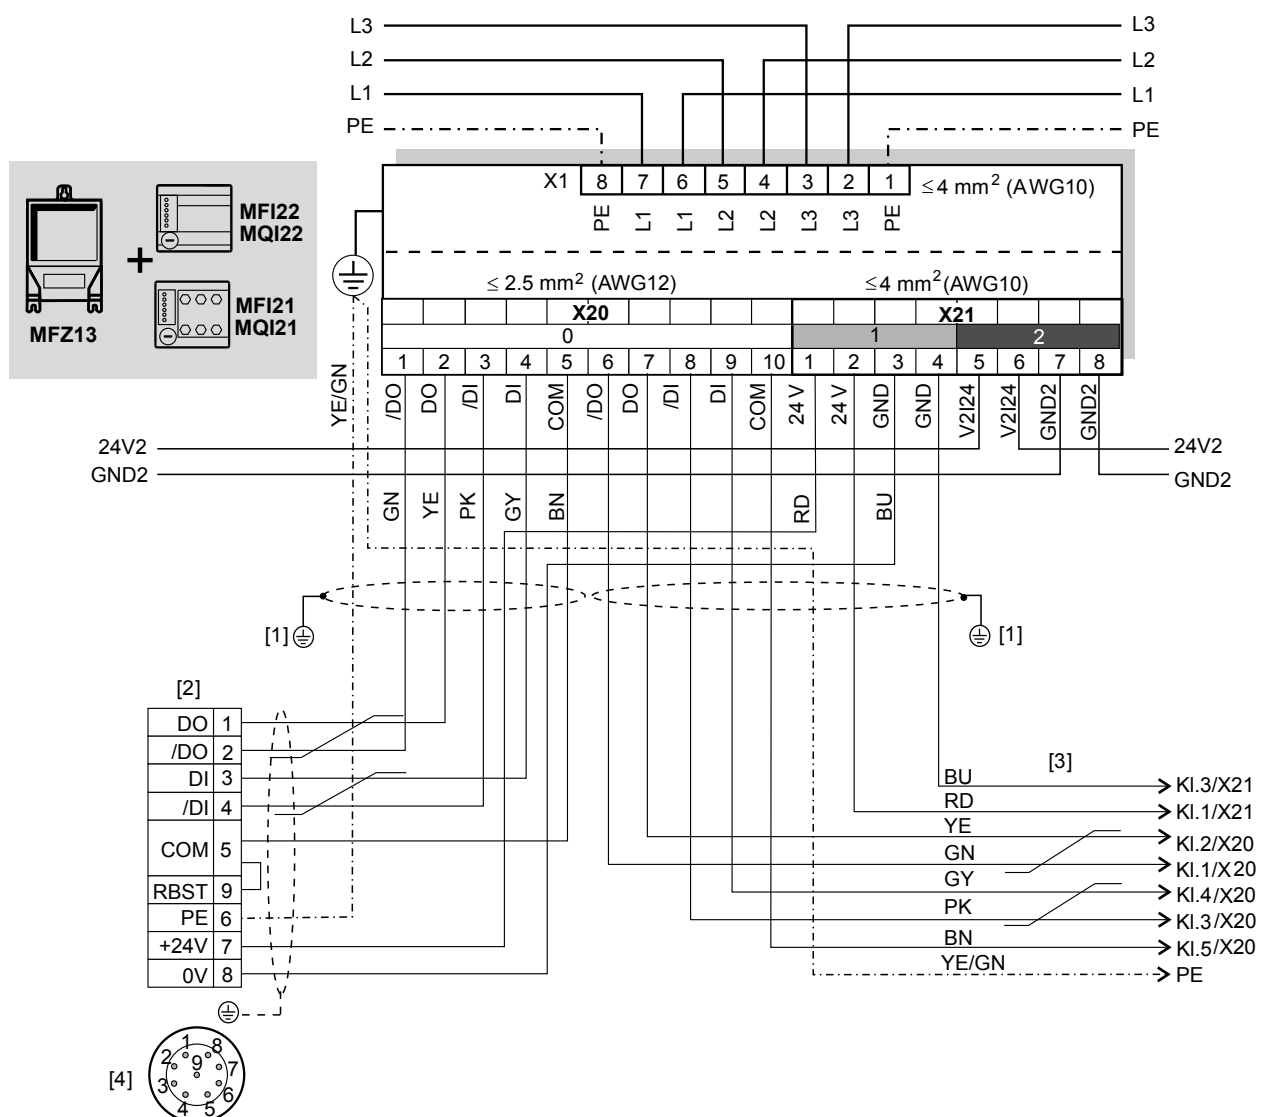 L3 L3
L2 L2
L1 L1
PE PE
X1 8 7 6 5 4 3 2 1 ≤4 mm² (AWG10)
PE L1 L1 L2 L2 L3 L3 PE
MFI22
MQI22
+
MFI21
MQI21
MFZ13
≤ 2.5 mm² (AWG12) ≤4 mm²(AWG10)
X20 X21
0 1 2
1 2 3 4 5 6 7 8 9 10 1 2 3 4 5 6 7 8
YE/GN /DO DO /DI DI COM /DO DO /DI DI COM 24 V 24 V GND GND V2I24 V2I24 GND2 GND2
24V2 24V2
GND2 GND2
GN YE PK GY BN RD BU
[1] [1]
[2]
DO 1
/DO 2
DI 3
/DI 4
COM 5
RBST 9
PE 6
+24V 7
0V 8
[3]
BU Kl.3/X21
RD Kl.1/X21
YE Kl.2/X20
GN Kl.1/X20
GY Kl.4/X20
PK Kl.3/X20
BN Kl.5/X20
YE/GN PE
[4]
1 8
2 9 7
3 6
4 5